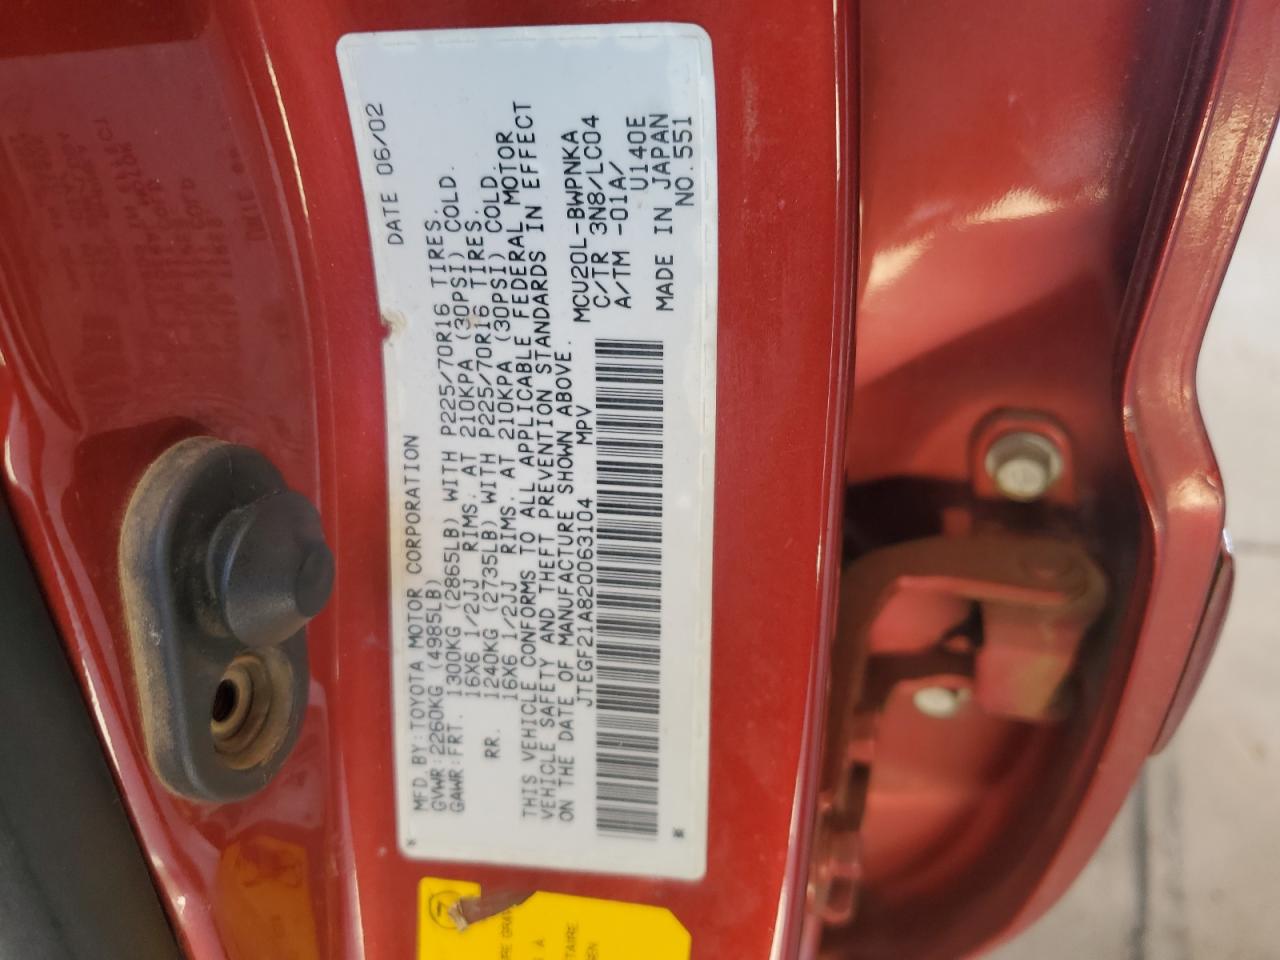 MFD. BY: TOYOTA MOTOR CORPORATION DATE 06/02
GVWR: 2260KG (4985LB)
GAWR: FRT. 1300KG (2865LB) WITH P225/70R16 TIRES.
16X6 1/2JJ RIMS. AT 210KPA (30PSI) COLD.
RR. 1240KG (2735LB) WITH P225/70R16 TIRES.
16X6 1/2JJ RIMS. AT 210KPA (30PSI) COLD.
THIS VEHICLE CONFORMS TO ALL APPLICABLE FEDERAL MOTOR
VEHICLE SAFETY AND THEFT PREVENTION STANDARDS IN EFFECT
ON THE DATE OF MANUFACTURE SHOWN ABOVE.
JTEGF21A820063104 MPV
MCU20L-BWPNKA
C/TR 3N8/LC04
A/TM -01A/ U140E
MADE IN JAPAN
NO.551
7
A